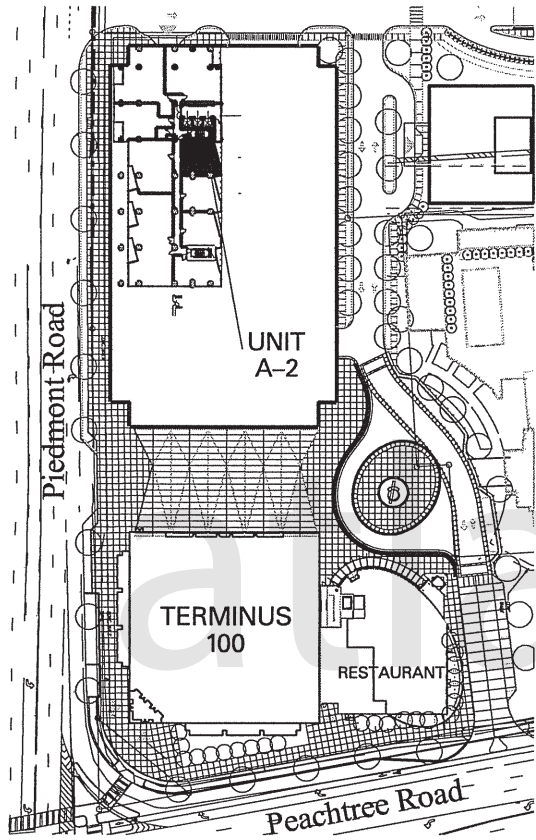 UNIT
A–2
Piedmont Road
TERMINUS
100
RESTAURANT
Peachtree Road